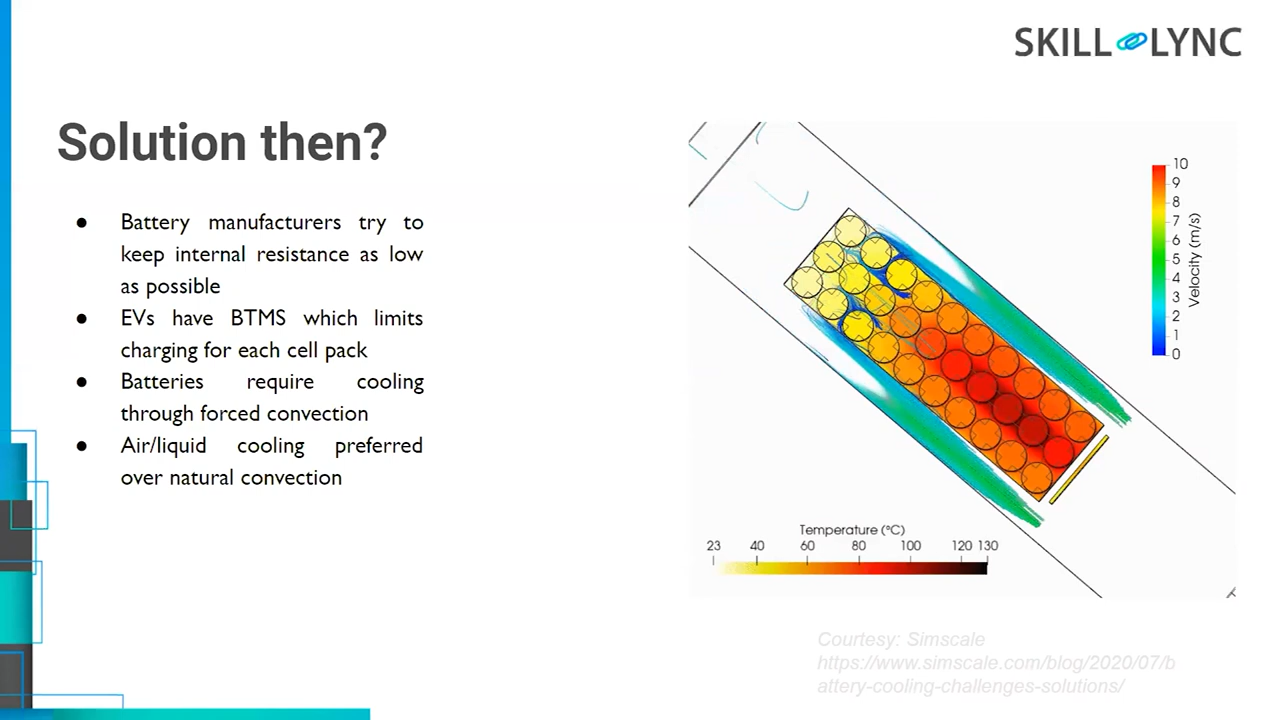 SKILL LYNC
Solution then?
● Battery manufacturers try to
keep internal resistance as low
as possible
● EVs have BTMS which limits
charging for each cell pack
● Batteries require cooling
through forced convection
● Air/liquid cooling preferred
over natural convection
10
9
8
7
6
5
4
3
2
1
0
Velocity (m/s)
Temperature (°C)
23 40 60 80 100 120 130
Courtesy: Simscale
https://www.simscale.com/blog/2020/07/b
attery-cooling-challenges-solutions/